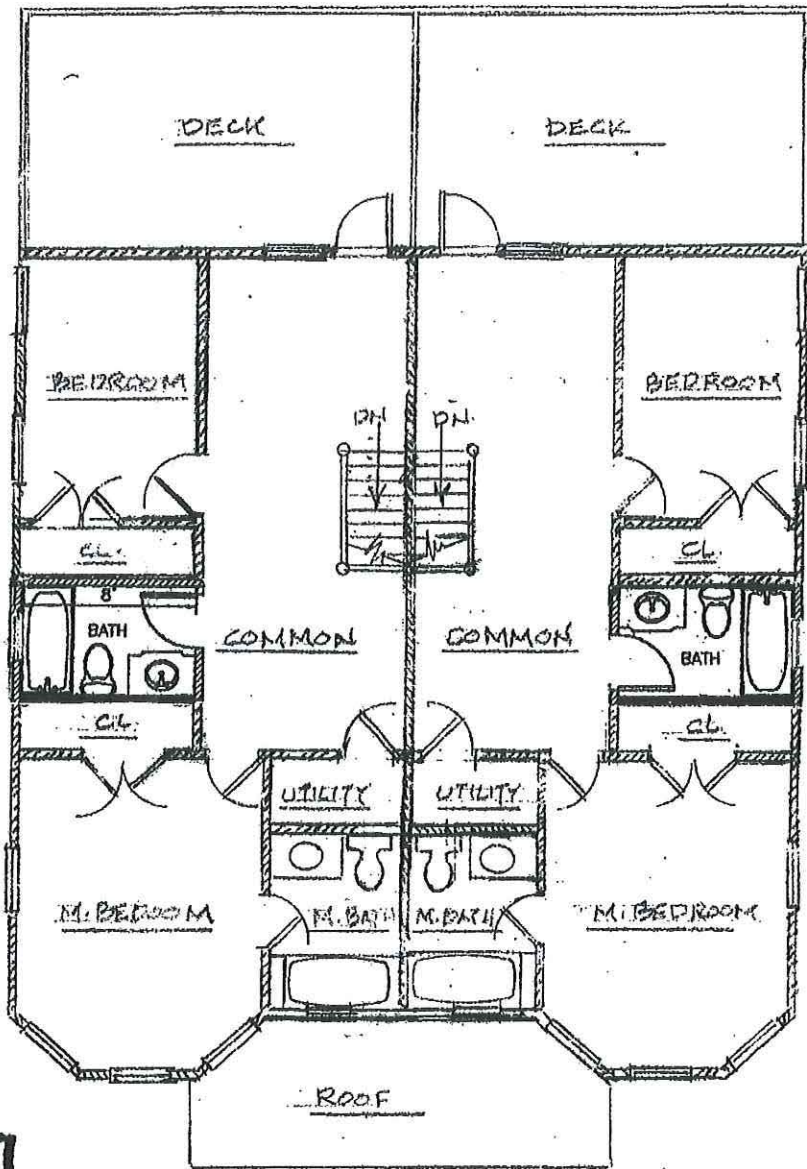 DECK
DECK
BEDROOM
BEDROOM
DN
DN.
CL.
CL
8'
BATH
COMMON
COMMON
BATH
CL.
CL.
UTILITY
UTILITY
M. BEDOOM
M. BATH
M. BATH
M. BEDROOM
ROOF